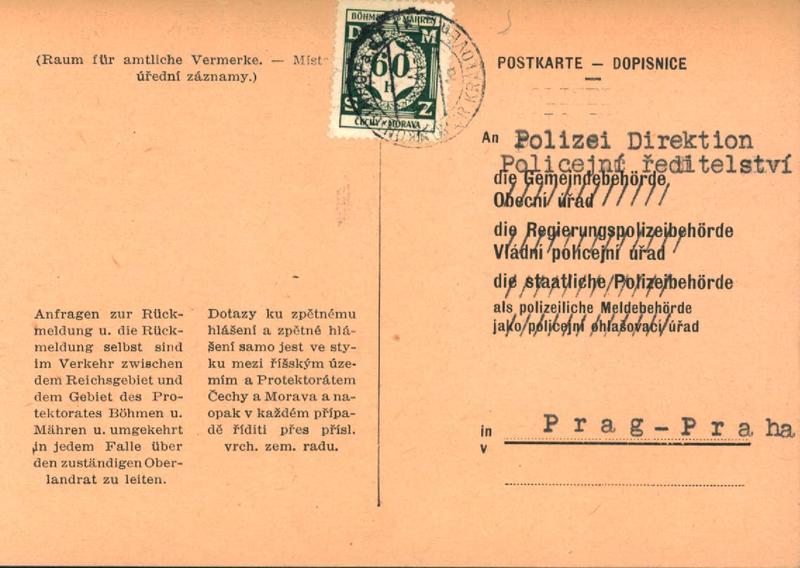 (Raum für amtliche Vermerke. — Míst
úřední záznamy.)
BÖHMEN UND MÄHREN
D M
60
h
S Z
ČECHY MORAVA
POSTKARTE — DOPISNICE
An Polizei Direktion
Policejní ředitelství
die Gemeindebehörde
Obecní úřad
die Regierungspolizeibehörde
Vládní policejní úřad
die staatliche Polizeibehörde
als polizeiliche Meldebehörde
jako policejní ohlašovací úřad
in Prag-Praha
v
Anfragen zur Rück-
meldung u. die Rück-
meldung selbst sind
im Verkehr zwischen
dem Reichsgebiet und
dem Gebiet des Pro-
tektorates Böhmen u.
Mähren u. umgekehrt
in jedem Falle über
den zuständigen Ober-
landrat zu leiten.
Dotazy ku zpětnému
hlášení a zpětné hlá-
šení samo jest ve sty-
ku mezi říšským úze-
mím a Protektorátem
Čechy a Morava a na-
opak v každém přípa-
dě říditi přes přísl.
vrch. zem. radu.